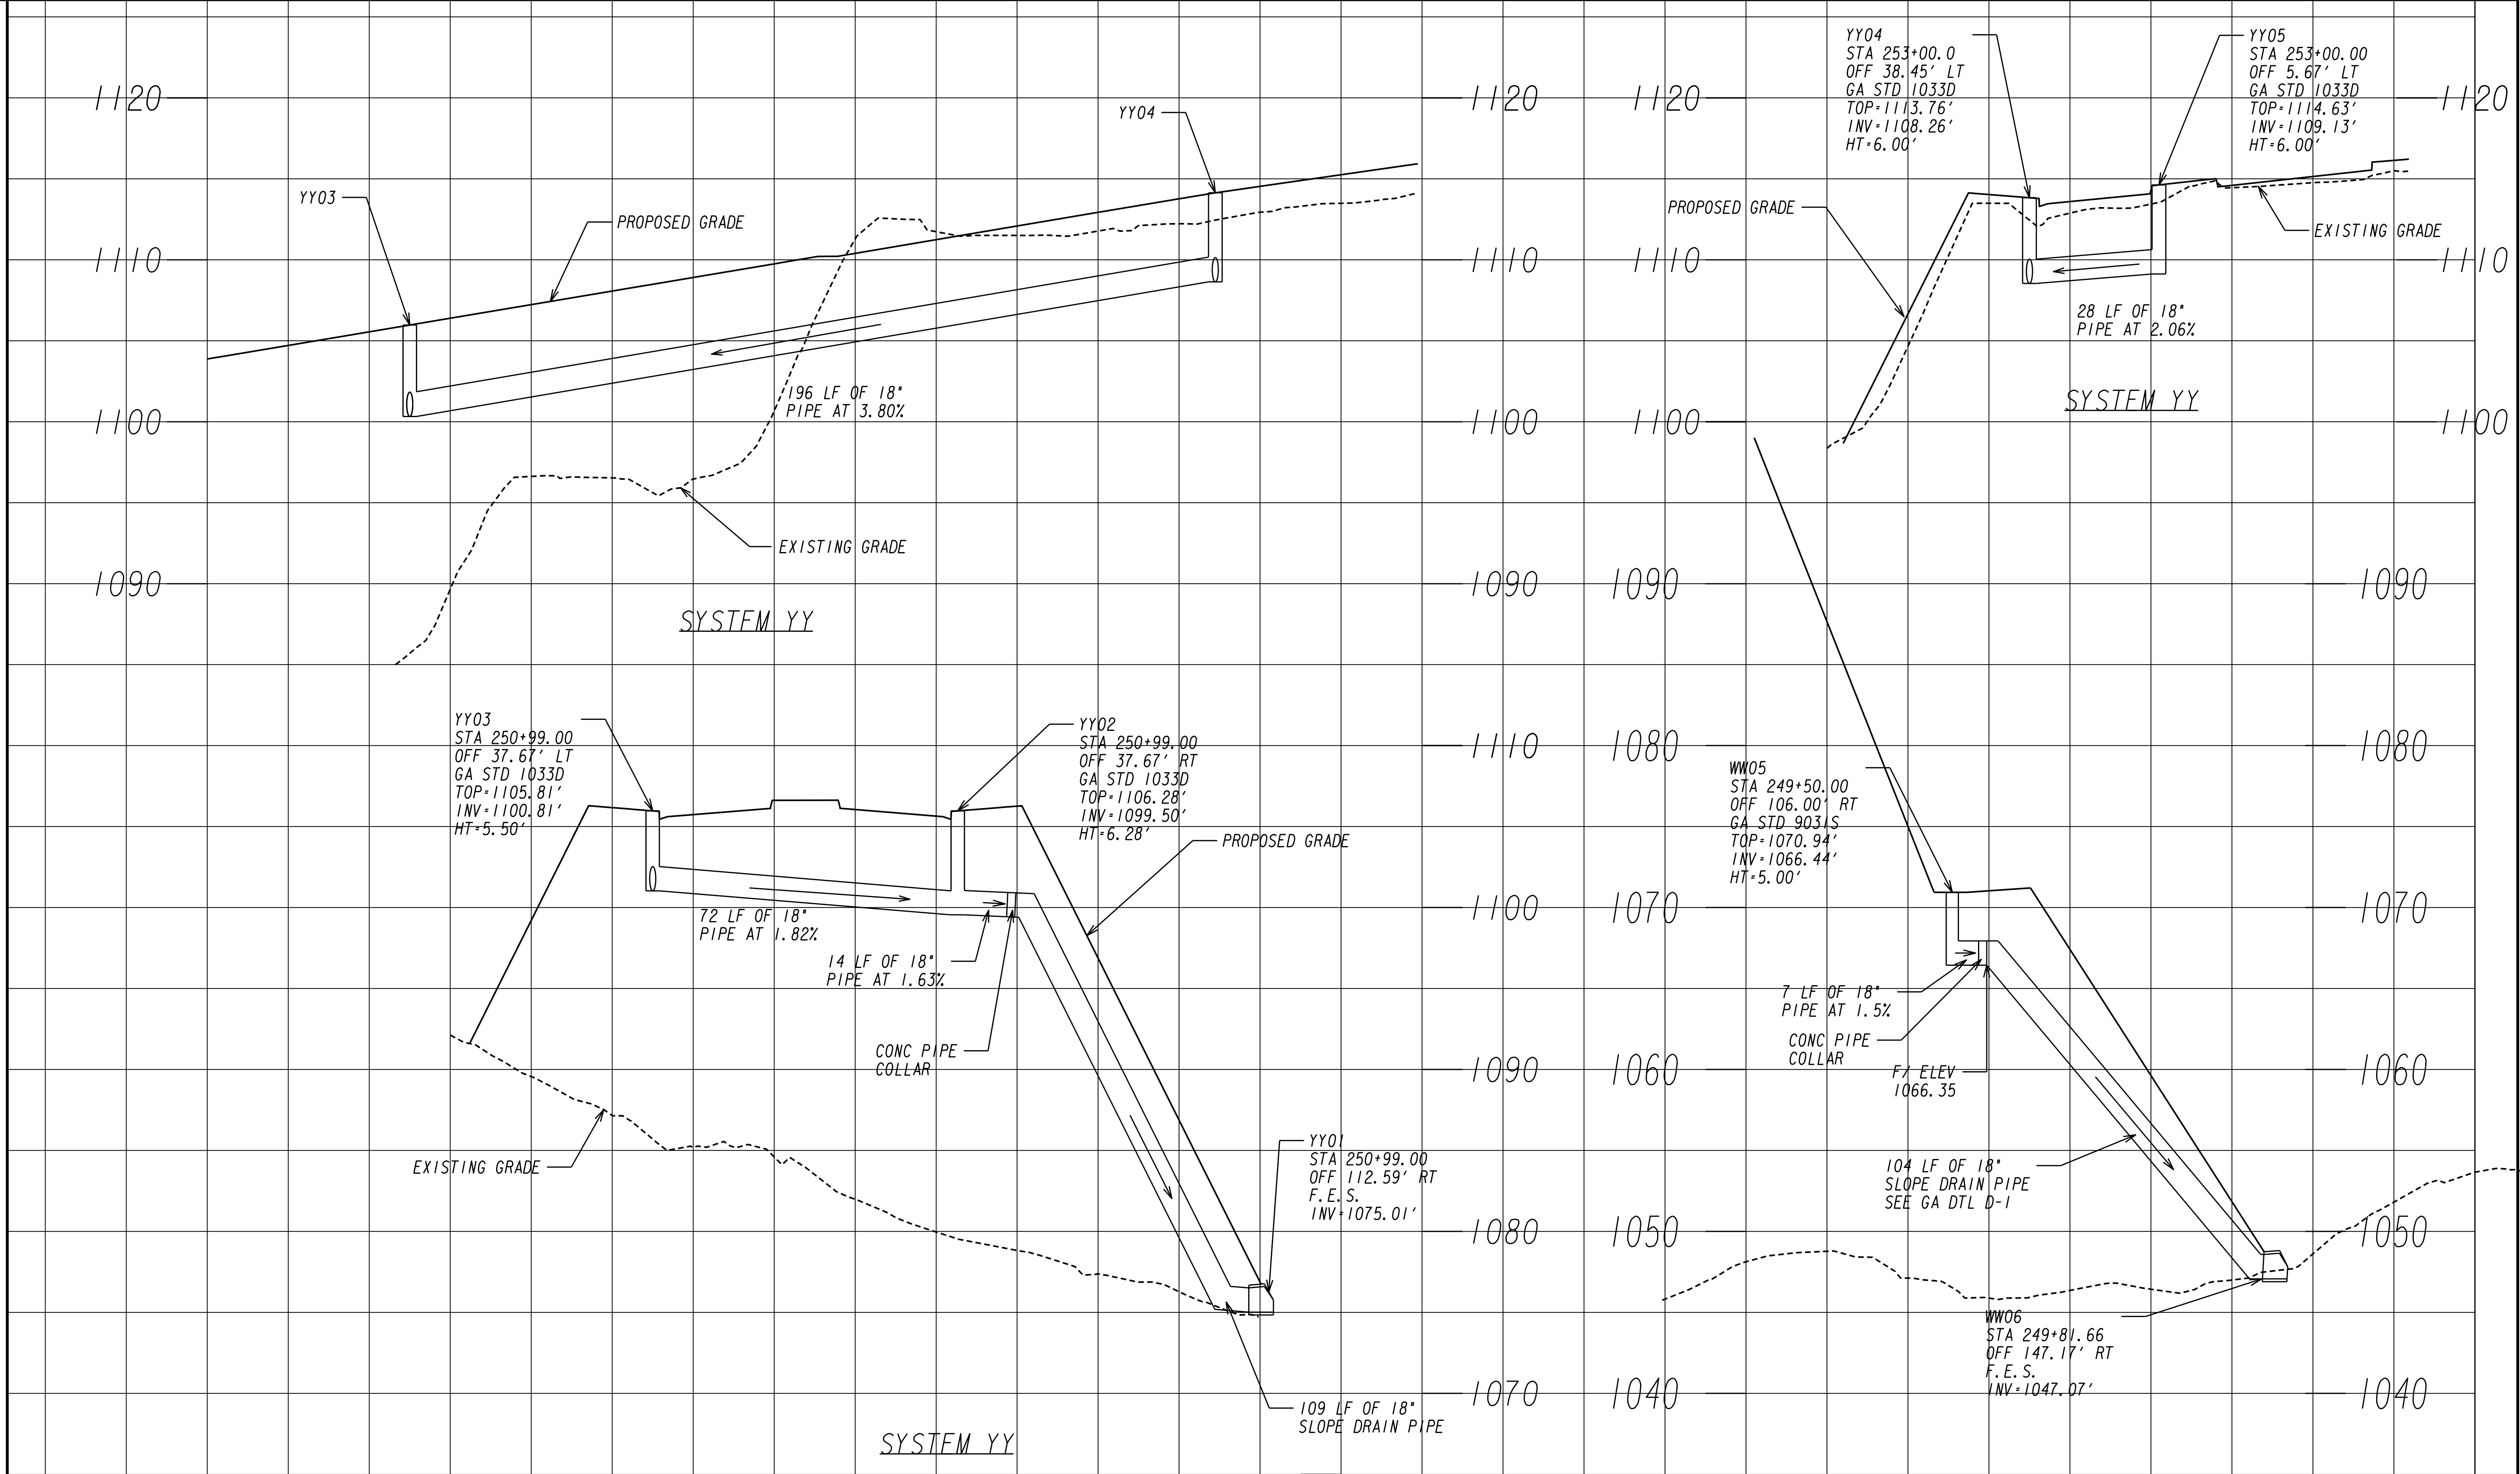 1120
1110
1100
1090
YY03
PROPOSED GRADE
YY04
196 LF OF 18"
PIPE AT 3.80%
EXISTING GRADE
SYSTEM YY
1120
1110
1100
1090
1120
1110
1100
1090
YY04
STA 253+00.0
OFF 38.45' LT
GA STD 1033D
TOP=1113.76'
INV=1108.26'
HT=6.00'
YY05
STA 253+00.00
OFF 5.67' LT
GA STD 1033D
TOP=1114.63'
INV=1109.13'
HT=6.00'
PROPOSED GRADE
EXISTING GRADE
28 LF OF 18"
PIPE AT 2.06%
SYSTEM YY
1120
1110
1100
1090
YY03
STA 250+99.00
OFF 37.67' LT
GA STD 1033D
TOP=1105.81'
INV=1100.81'
HT=5.50'
YY02
STA 250+99.00
OFF 37.67' RT
GA STD 1033D
TOP=1106.28'
INV=1099.50'
HT=6.28'
PROPOSED GRADE
72 LF OF 18"
PIPE AT 1.82%
14 LF OF 18"
PIPE AT 1.63%
CONC PIPE
COLLAR
EXISTING GRADE
YY01
STA 250+99.00
OFF 112.59' RT
F.E.S.
INV=1075.01'
109 LF OF 18"
SLOPE DRAIN PIPE
SYSTEM YY
1110
1100
1090
1080
1070
1080
1070
1060
1050
1040
WW05
STA 249+50.00
OFF 106.00' RT
GA STD 9031S
TOP=1070.94'
INV=1066.44'
HT=5.00'
7 LF OF 18"
PIPE AT 1.5%
CONC PIPE
COLLAR
F/ ELEV
1066.35
104 LF OF 18"
SLOPE DRAIN PIPE
SEE GA DTL D-1
WW06
STA 249+81.66
OFF 147.17' RT
F.E.S.
INV=1047.07'
1080
1070
1060
1050
1040